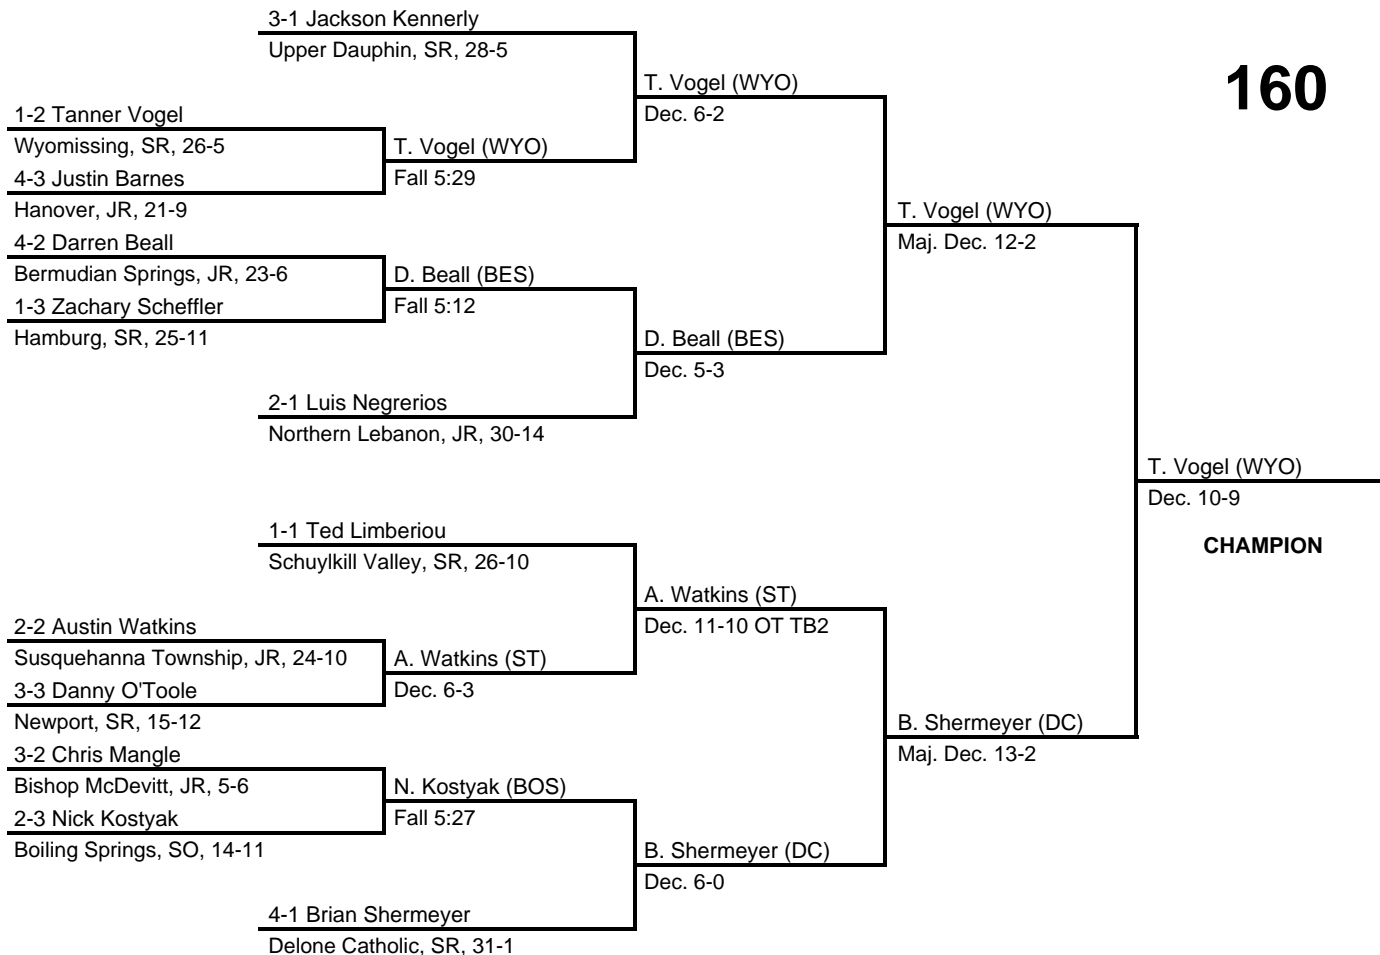 3-1 Jackson Kennerly
Upper Dauphin, SR, 28-5
160
T. Vogel (WYO)
Dec. 6-2
1-2 Tanner Vogel
Wyomissing, SR, 26-5
T. Vogel (WYO)
4-3 Justin Barnes
Fall 5:29
Hanover, JR, 21-9
T. Vogel (WYO)
Maj. Dec. 12-2
4-2 Darren Beall
Bermudian Springs, JR, 23-6
D. Beall (BES)
1-3 Zachary Scheffler
Fall 5:12
Hamburg, SR, 25-11
D. Beall (BES)
Dec. 5-3
2-1 Luis Negrerios
Northern Lebanon, JR, 30-14
T. Vogel (WYO)
Dec. 10-9
CHAMPION
1-1 Ted Limberiou
Schuylkill Valley, SR, 26-10
A. Watkins (ST)
Dec. 11-10 OT TB2
2-2 Austin Watkins
Susquehanna Township, JR, 24-10
A. Watkins (ST)
3-3 Danny O'Toole
Dec. 6-3
Newport, SR, 15-12
B. Shermeyer (DC)
Maj. Dec. 13-2
3-2 Chris Mangle
Bishop McDevitt, JR, 5-6
N. Kostyak (BOS)
2-3 Nick Kostyak
Fall 5:27
Boiling Springs, SO, 14-11
B. Shermeyer (DC)
Dec. 6-0
4-1 Brian Shermeyer
Delone Catholic, SR, 31-1